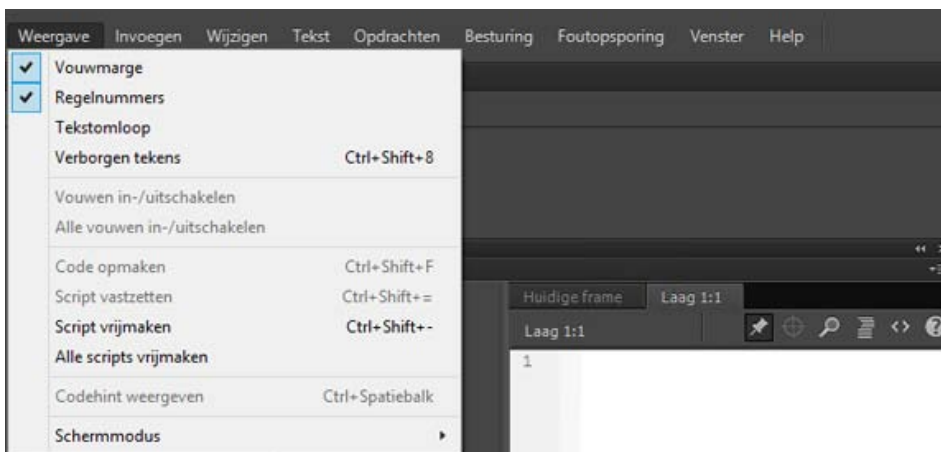 Weergave Invoegen Wijzigen Tekst Opdrachten Besturing Foutopsporing Venster Help
Vouwmarge
Regelnummers
Tekstomloop
Verborgen tekens Ctrl+Shift+8
Vouwen in-/uitschakelen
Alle vouwen in-/uitschakelen
Code opmaken Ctrl+Shift+F
Script vastzetten Ctrl+Shift+=
Script vrijmaken Ctrl+Shift+-
Alle scripts vrijmaken
Codehint weergeven Ctrl+Spatiebalk
Schermmodus
Huidige frame Laag 1:1
Laag 1:1
1